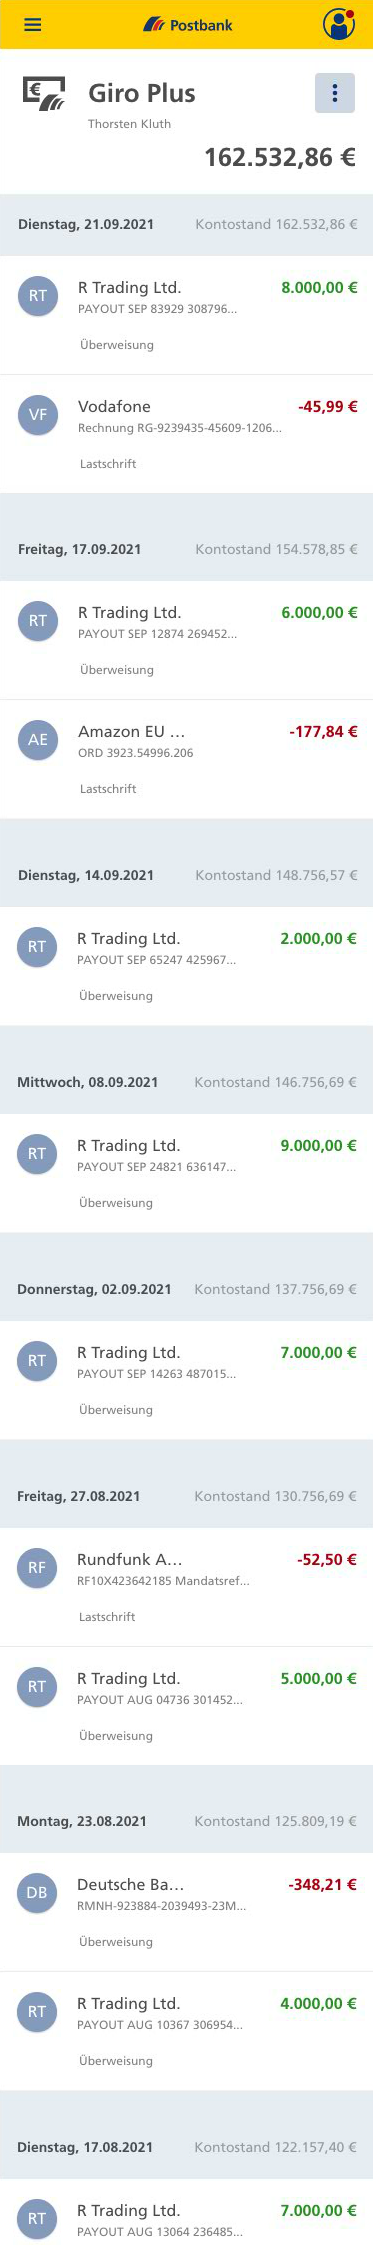 Postbank
Giro Plus
Thorsten Kluth
162.532,86 €
Dienstag, 21.09.2021 Kontostand 162.532,86 €
RT R Trading Ltd. 8.000,00 €
PAYOUT SEP 83929 308796...
Überweisung
VF Vodafone -45,99 €
Rechnung RG-9239435-45609-1206...
Lastschrift
Freitag, 17.09.2021 Kontostand 154.578,85 €
RT R Trading Ltd. 6.000,00 €
PAYOUT SEP 12874 269452...
Überweisung
AE Amazon EU ... -177,84 €
ORD 3923.54996.206
Lastschrift
Dienstag, 14.09.2021 Kontostand 148.756,57 €
RT R Trading Ltd. 2.000,00 €
PAYOUT SEP 65247 425967...
Überweisung
Mittwoch, 08.09.2021 Kontostand 146.756,69 €
RT R Trading Ltd. 9.000,00 €
PAYOUT SEP 24821 636147...
Überweisung
Donnerstag, 02.09.2021 Kontostand 137.756,69 €
RT R Trading Ltd. 7.000,00 €
PAYOUT SEP 14263 487015...
Überweisung
Freitag, 27.08.2021 Kontostand 130.756,69 €
RF Rundfunk A... -52,50 €
RF10X423642185 Mandatsref...
Lastschrift
RT R Trading Ltd. 5.000,00 €
PAYOUT AUG 04736 301452...
Überweisung
Montag, 23.08.2021 Kontostand 125.809,19 €
DB Deutsche Ba... -348,21 €
RMNH-923884-2039493-23M...
Überweisung
RT R Trading Ltd. 4.000,00 €
PAYOUT AUG 10367 306954...
Überweisung
Dienstag, 17.08.2021 Kontostand 122.157,40 €
RT R Trading Ltd. 7.000,00 €
PAYOUT AUG 13064 236485...